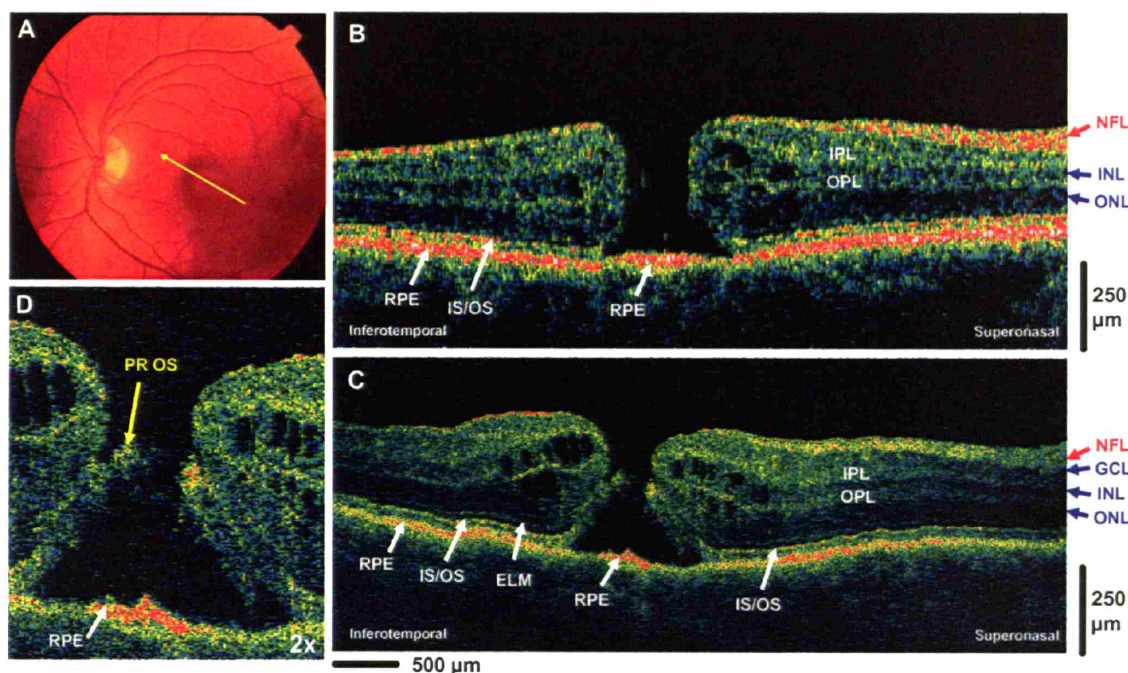 A
B
NFL
IPL
INL
OPL
ONL
RPE
IS/OS
RPE
Inferotemporal
Superonasal
250
µm
D
PR OS
RPE
2x
C
NFL
GCL
IPL
INL
OPL
ONL
RPE
IS/OS
ELM
RPE
IS/OS
Inferotemporal
Superonasal
250
µm
500 µm